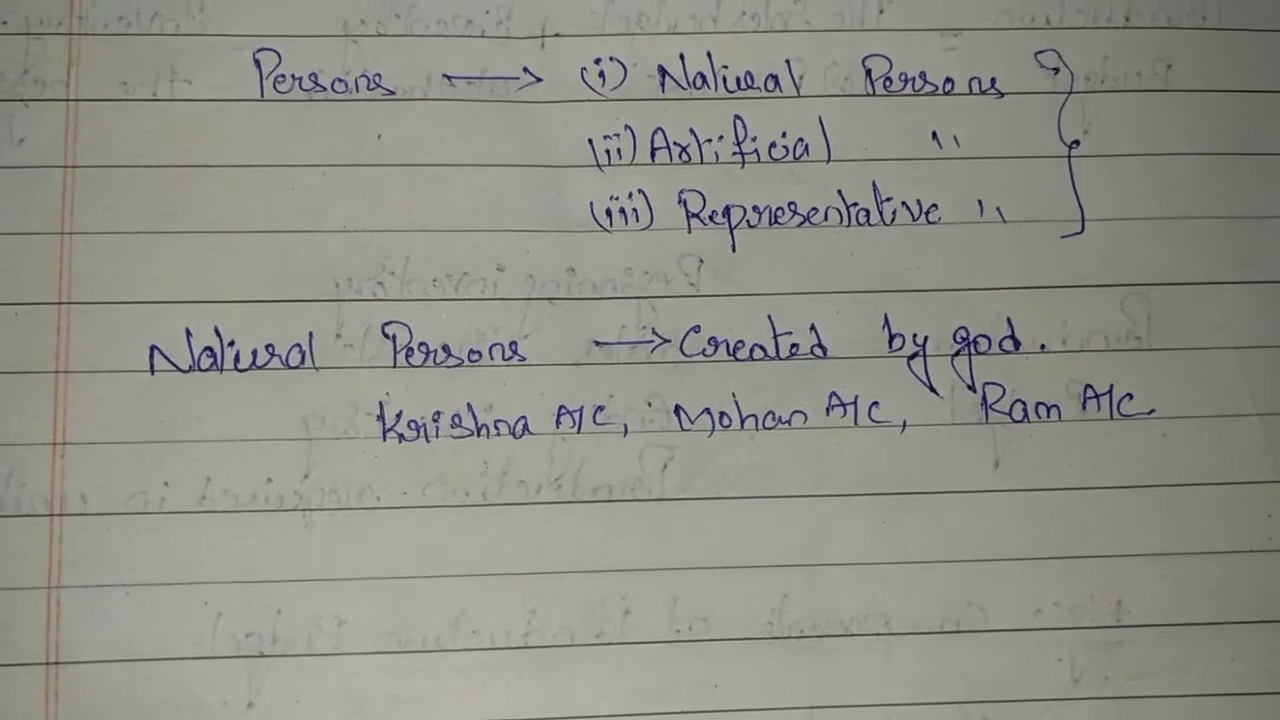 Persons → (i) Natural Persons
(ii) Artificial "
(iii) Representative "
Natural Persons → Created by god.
Krishna A/C, Mohan A/C, Ram A/C